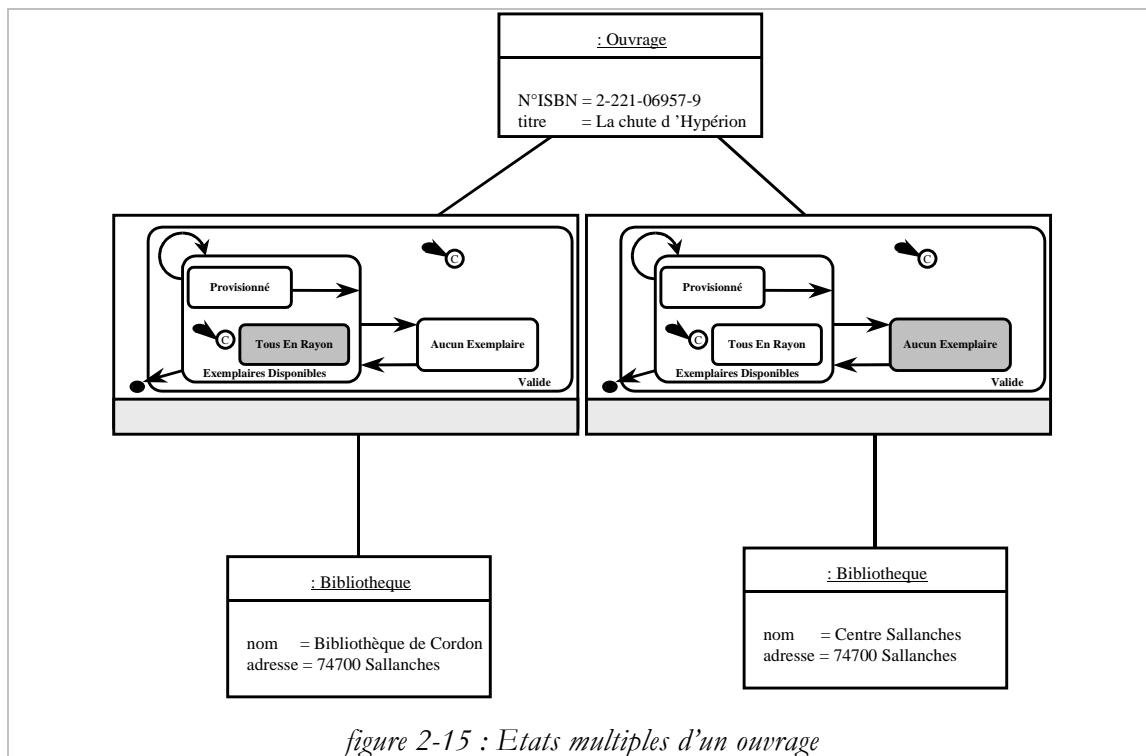 : Ouvrage
N°ISBN = 2-221-06957-9
titre = La chute d 'Hypérion
C
Provisionné
C
Tous En Rayon
Aucun Exemplaire
Exemplaires Disponibles
Valide
C
Provisionné
C
Tous En Rayon
Aucun Exemplaire
Exemplaires Disponibles
Valide
: Bibliotheque
nom = Bibliothèque de Cordon
adresse = 74700 Sallanches
: Bibliotheque
nom = Centre Sallanches
adresse = 74700 Sallanches
figure 2-15 : Etats multiples d'un ouvrage